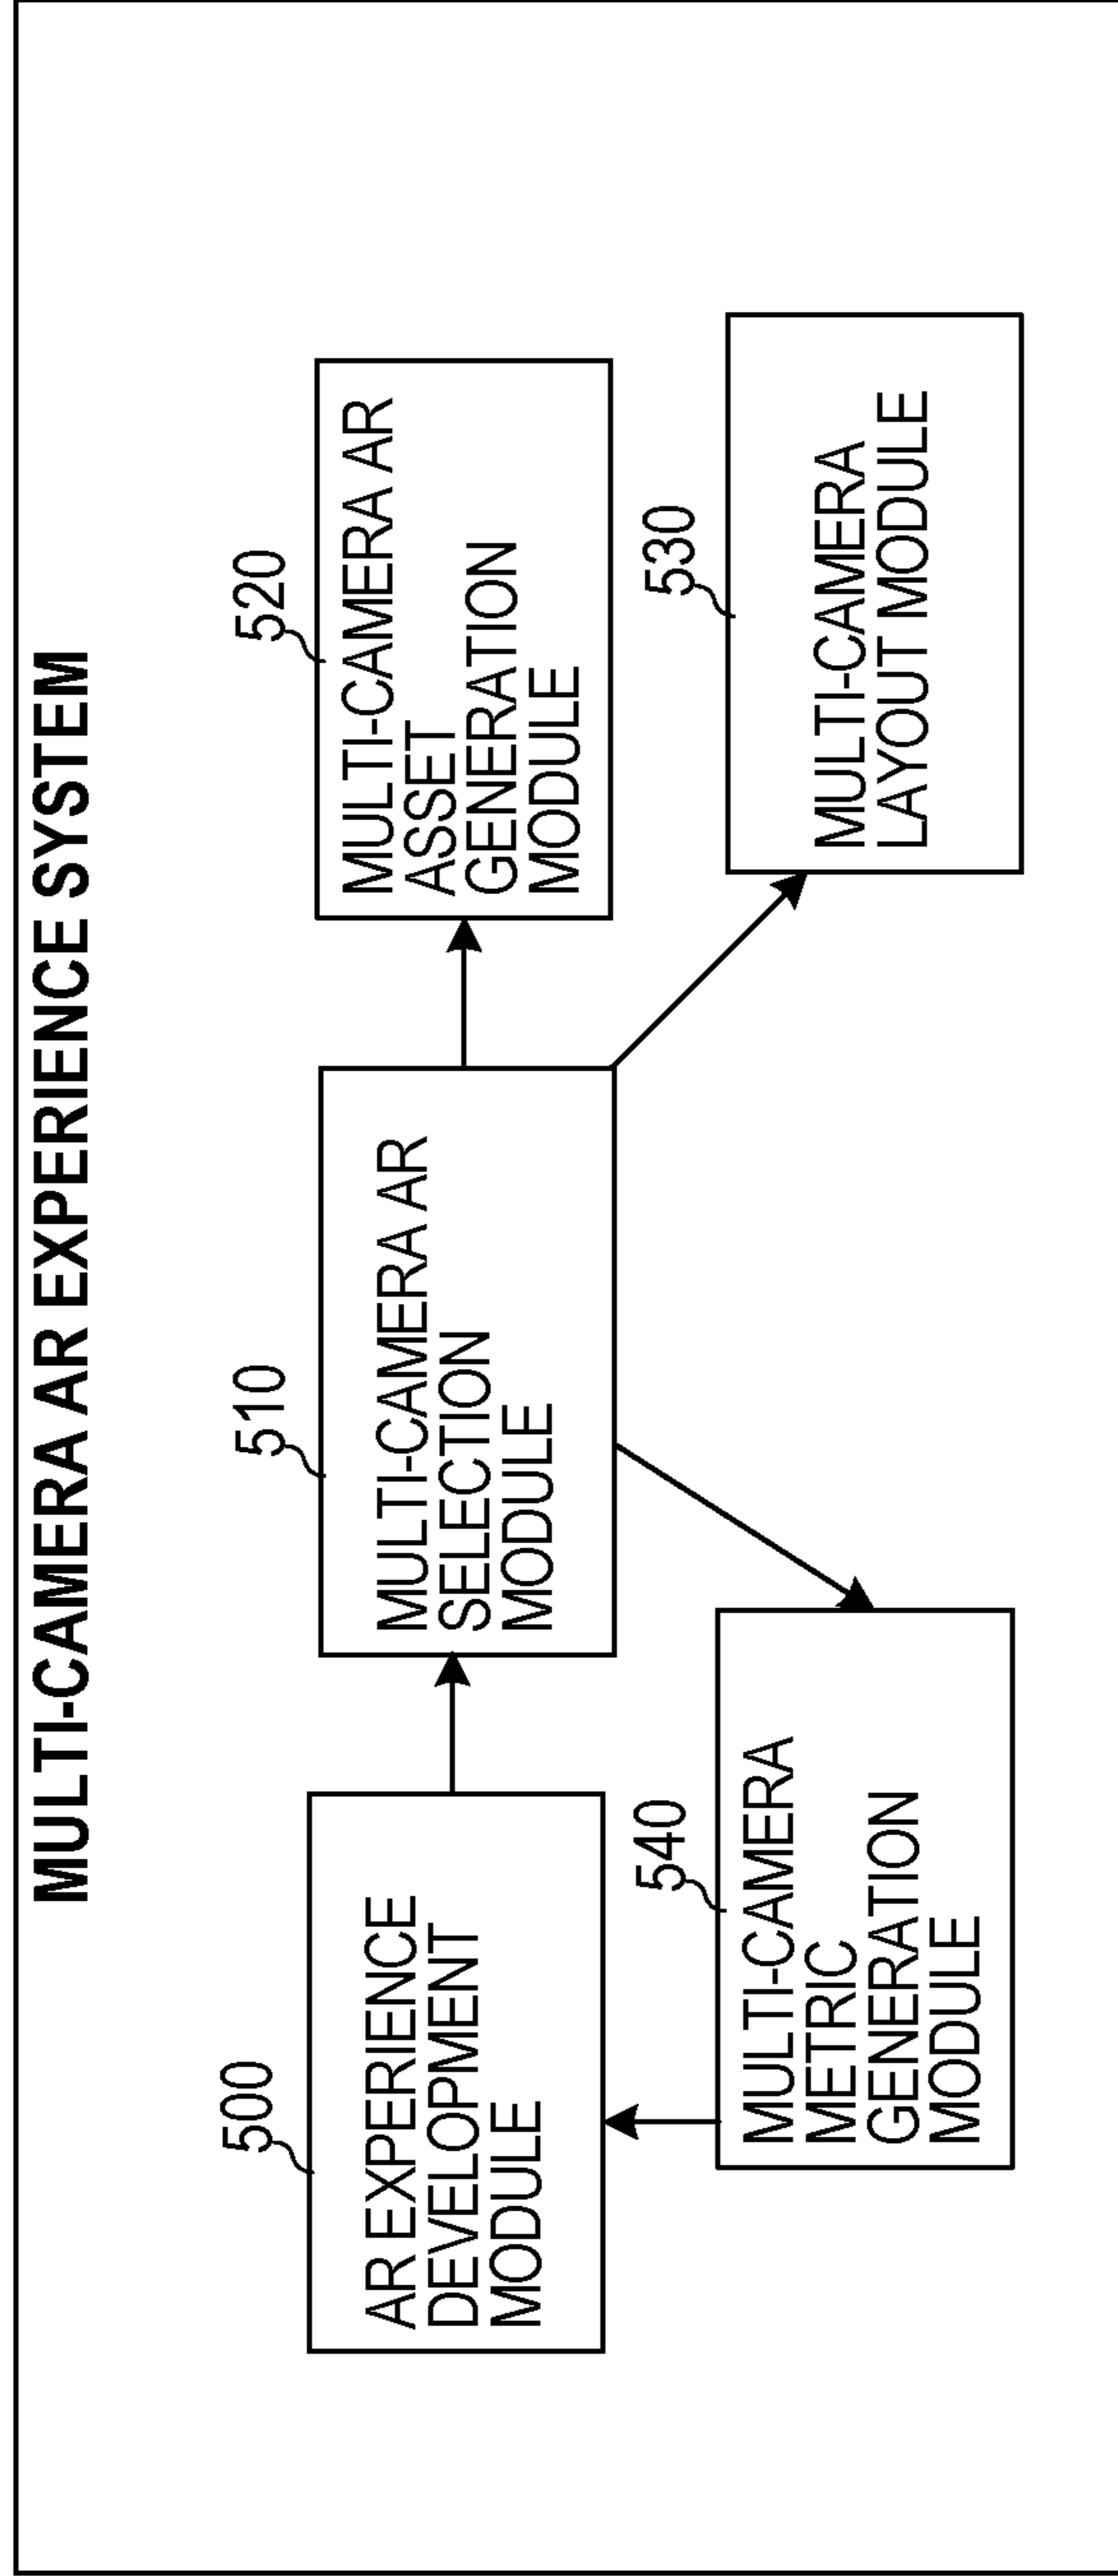 MULTI-CAMERA AR EXPERIENCE SYSTEM
500
AR EXPERIENCE
DEVELOPMENT
MODULE
510
MULTI-CAMERA AR
SELECTION
MODULE
520
MULTI-CAMERA AR
ASSET
GENERATION
MODULE
540
MULTI-CAMERA
METRIC
GENERATION
MODULE
530
MULTI-CAMERA
LAYOUT MODULE